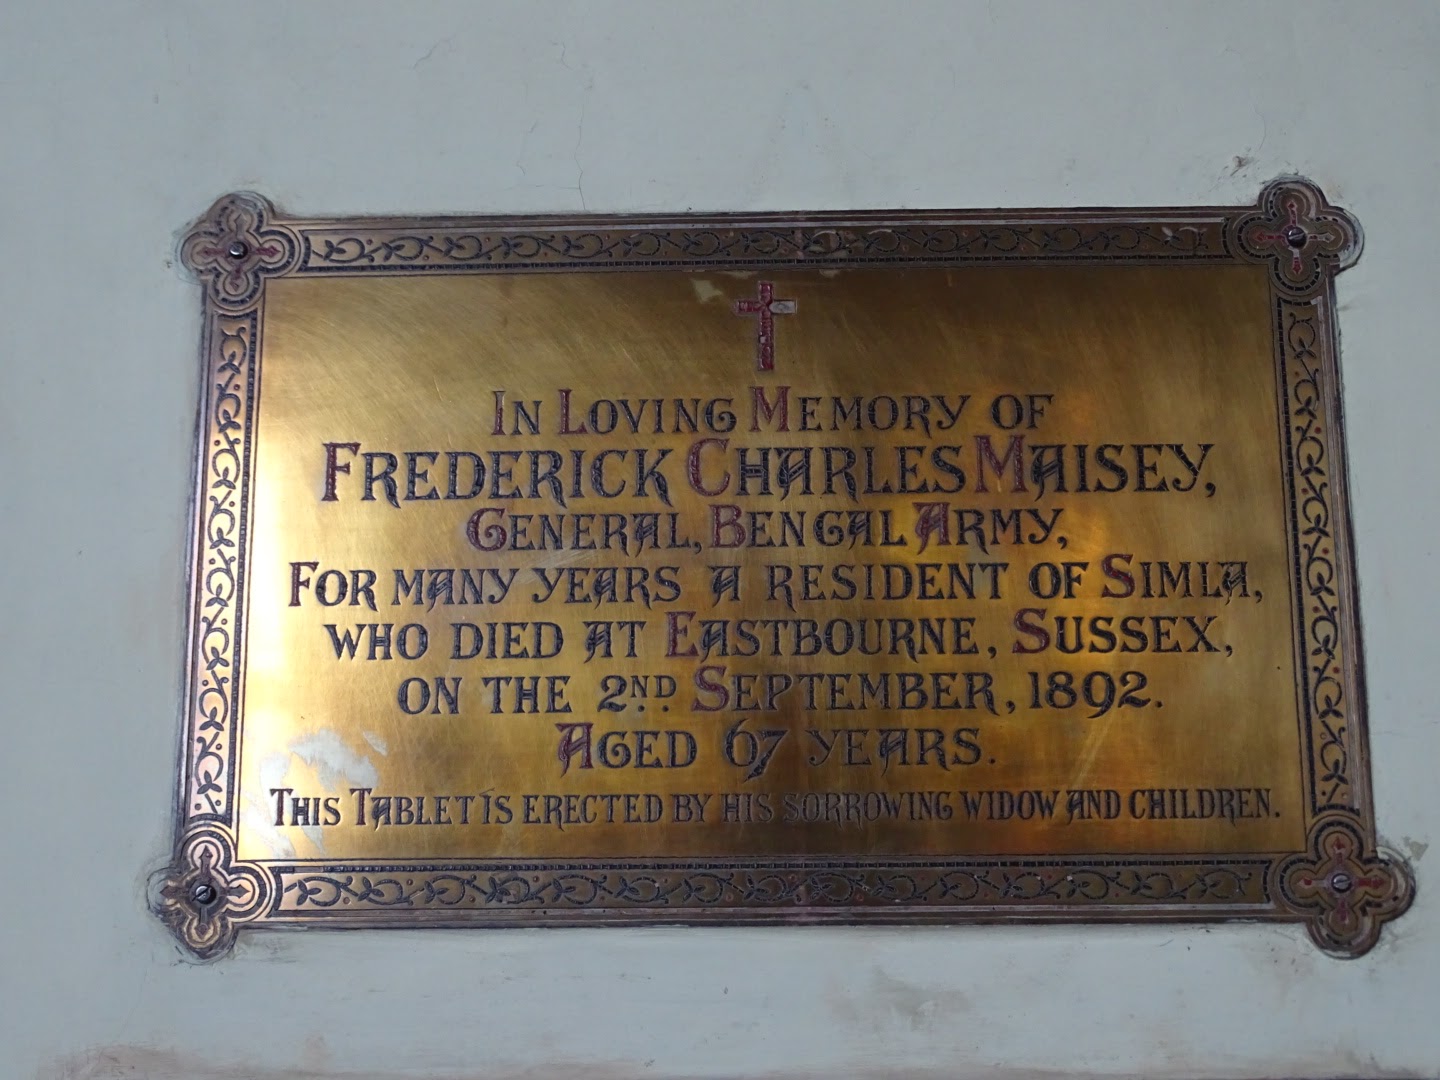 In Loving Memory of
Frederick Charles Maisey,
General, Bengal Army,
For many years a resident of Simla,
who died at Eastbourne, Sussex,
on the 2nd September, 1892.
Aged 67 years.
This Tablet is erected by his sorrowing widow and children.